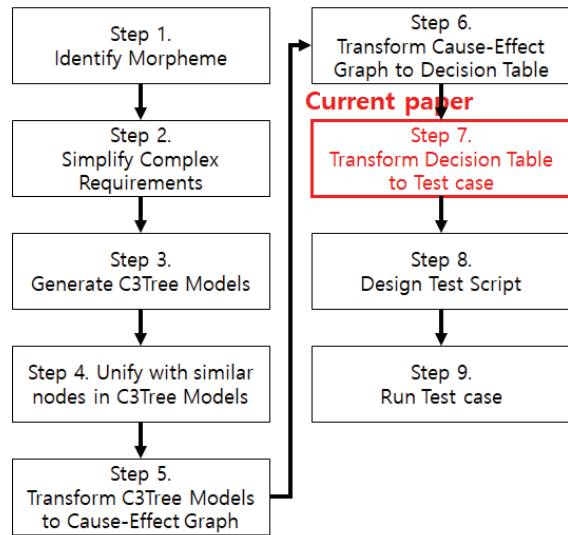 Step 1.
Identify Morpheme
Step 2.
Simplify Complex
Requirements
Step 3.
Generate C3Tree Models
Step 4. Unify with similar
nodes in C3Tree Models
Step 5.
Transform C3Tree Models
to Cause-Effect Graph
Step 6.
Transform Cause-Effect
Graph to Decision Table
Current paper
Step 7.
Transform Decision Table
to Test case
Step 8.
Design Test Script
Step 9.
Run Test case